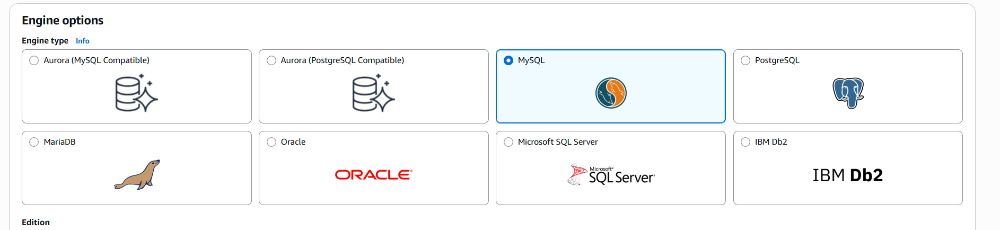 Engine options
Engine type Info
Aurora (MySQL Compatible)
Aurora (PostgreSQL Compatible)
MySQL
PostgreSQL
MariaDB
Oracle
ORACLE
Microsoft SQL Server
Microsoft®
SQL Server
IBM Db2
IBM Db2
Edition